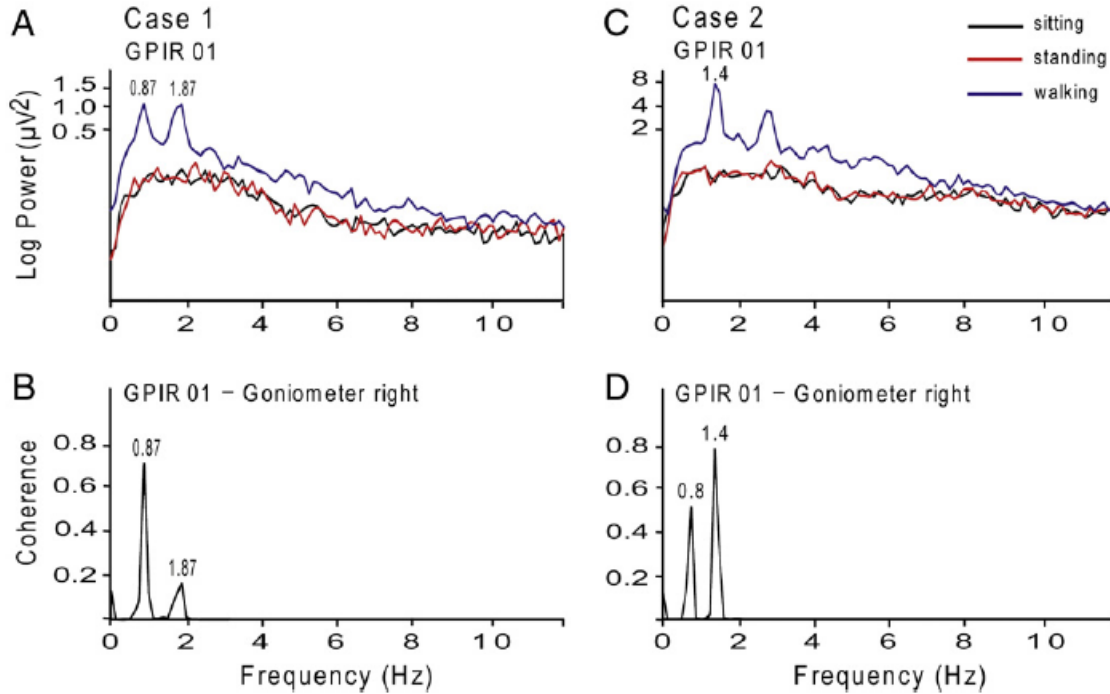 A
Case 1
GPIR 01
Log Power (µV²)
1.5
1.0
0.5
0.87
1.87
0
2
4
6
8
10
C
Case 2
GPIR 01
8
4
2
1.4
0
2
4
6
8
10
sitting
standing
walking
B
GPIR 01 – Goniometer right
Coherence
0.8
0.6
0.4
0.2
0.87
1.87
0
2
4
6
8
10
Frequency (Hz)
D
GPIR 01 – Goniometer right
0.8
0.6
0.4
0.2
0.8
1.4
0
2
4
6
8
10
Frequency (Hz)